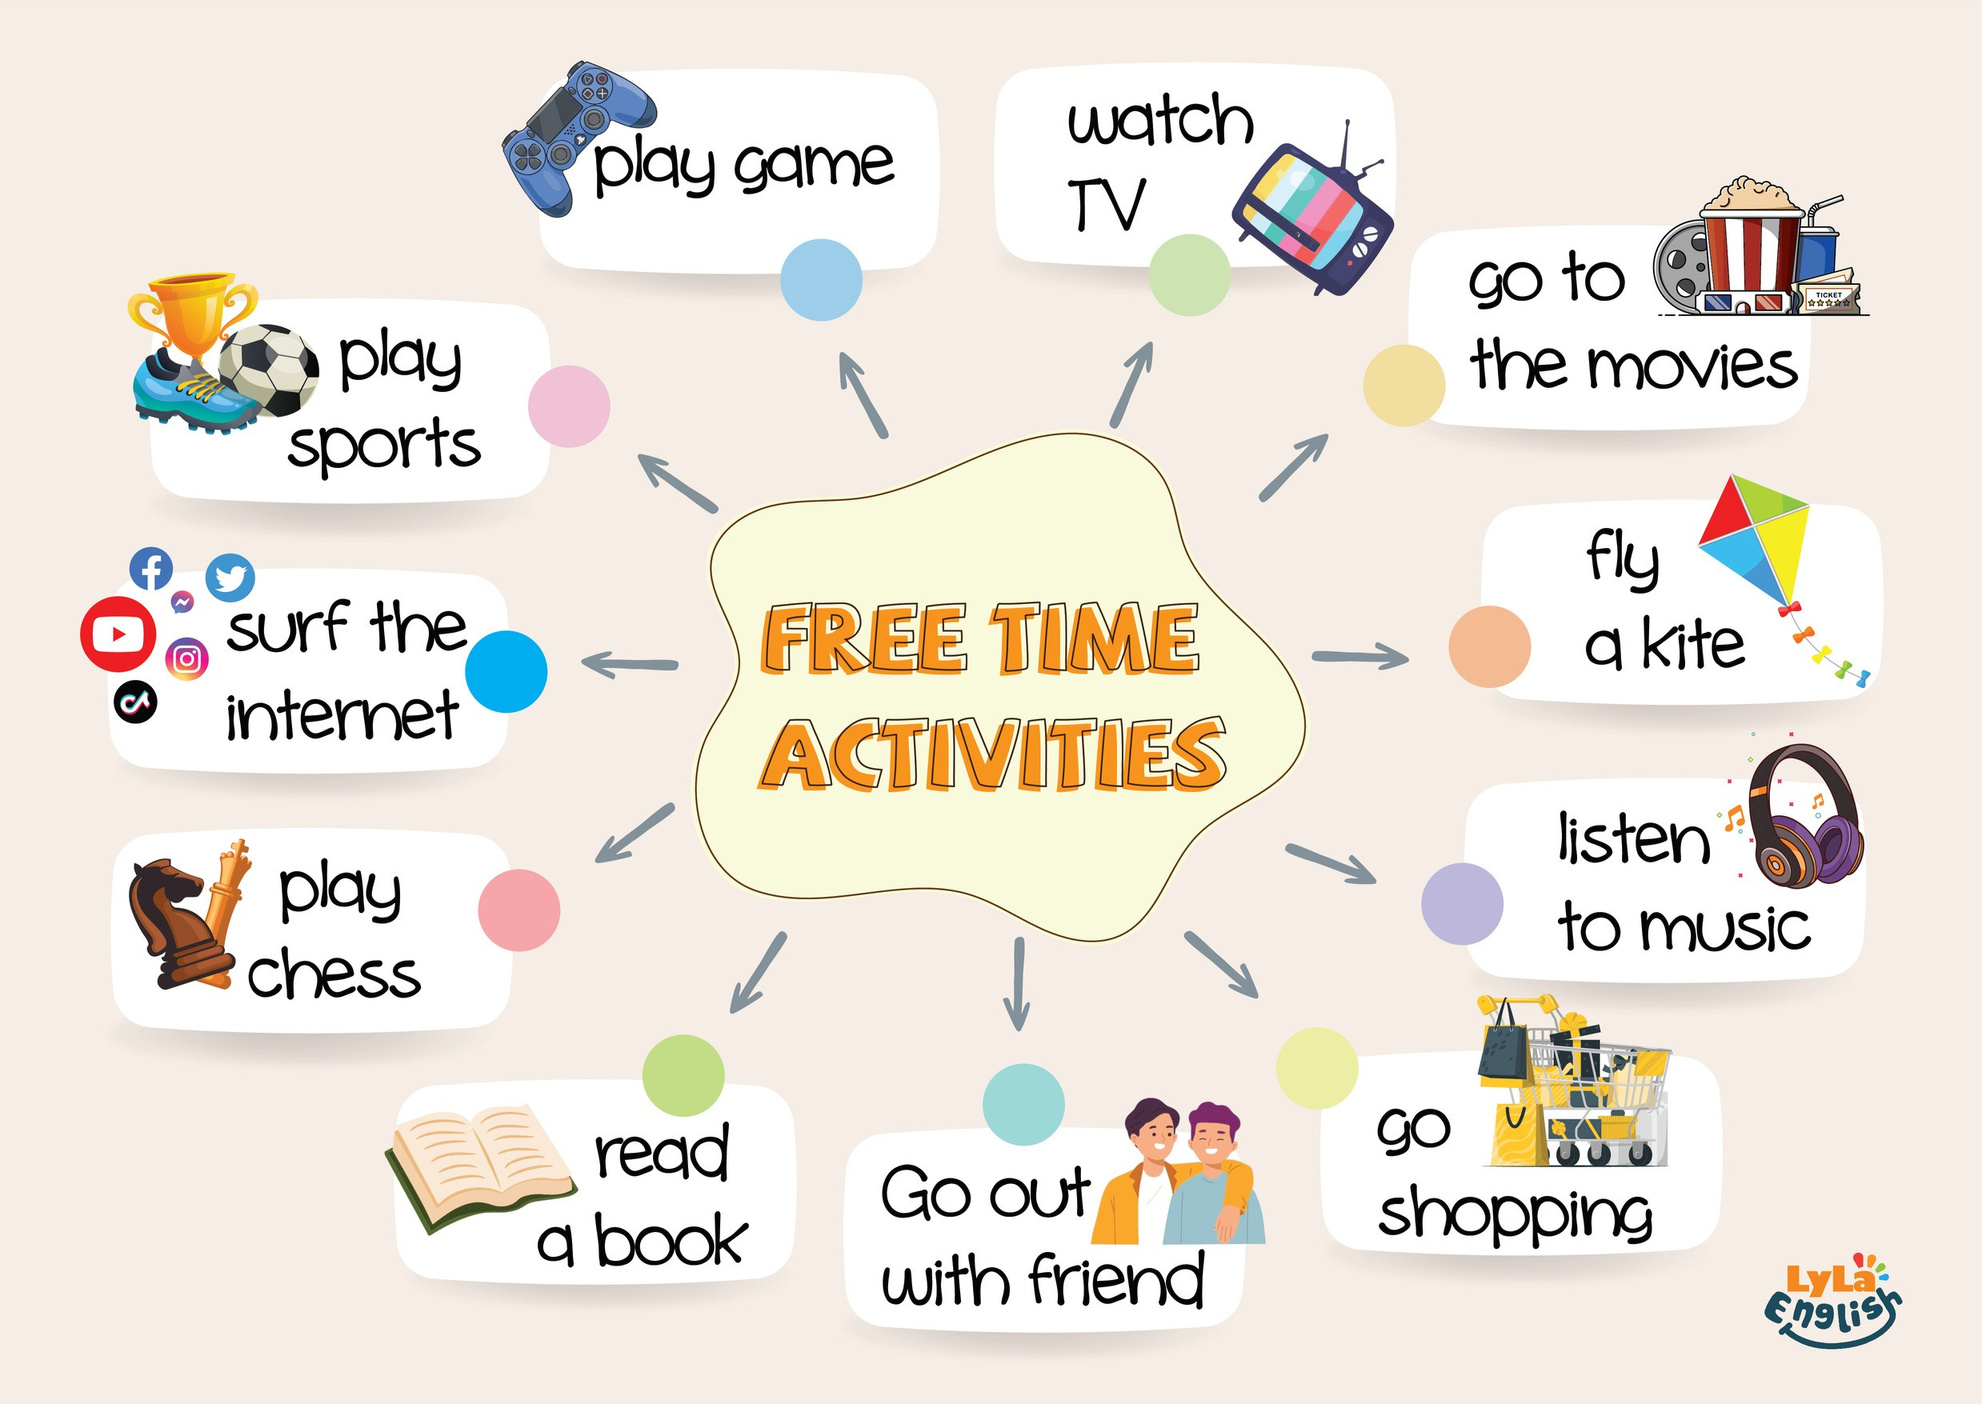 play game
watch
TV
go to
the movies
TICKET
play
sports
fly
a kite
FREE TIME
ACTIVITIES
surf the
internet
listen
to music
play
chess
go
shopping
read
a book
Go out
with friend
LyLa
English